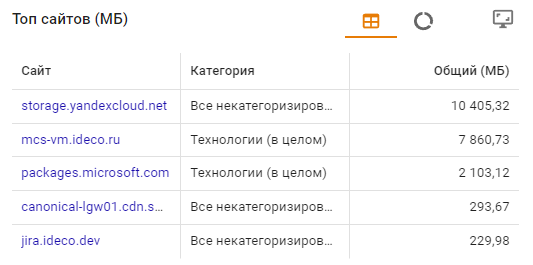 Топ сайтов (МБ)
Сайт Категория Общий (МБ)
storage.yandexcloud.net Все некатегоризиров... 10 405,32
mcs-vm.ideco.ru Технологии (в целом) 7 860,73
packages.microsoft.com Технологии (в целом) 2 103,12
canonical-lgw01.cdn.s... Все некатегоризиров... 293,67
jira.ideco.dev Все некатегоризиров... 229,98